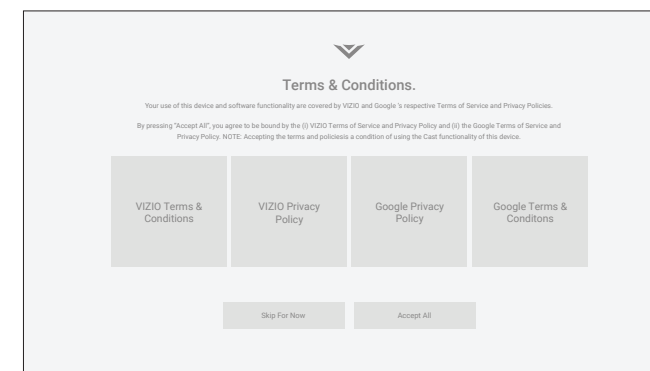 Terms & Conditions.
Your use of this device and software functionality are covered by VIZIO and Google 's respective Terms of Service and Privacy Policies.
By pressing "Accept All", you agree to be bound by the (i) VIZIO Terms of Service and Privacy Policy and (ii) the Google Terms of Service and
Privacy Policy. NOTE: Accepting the terms and policiesis a condition of using the Cast functionality of this device.
VIZIO Terms &
Conditions
VIZIO Privacy
Policy
Google Privacy
Policy
Google Terms &
Conditons
Skip For Now
Accept All